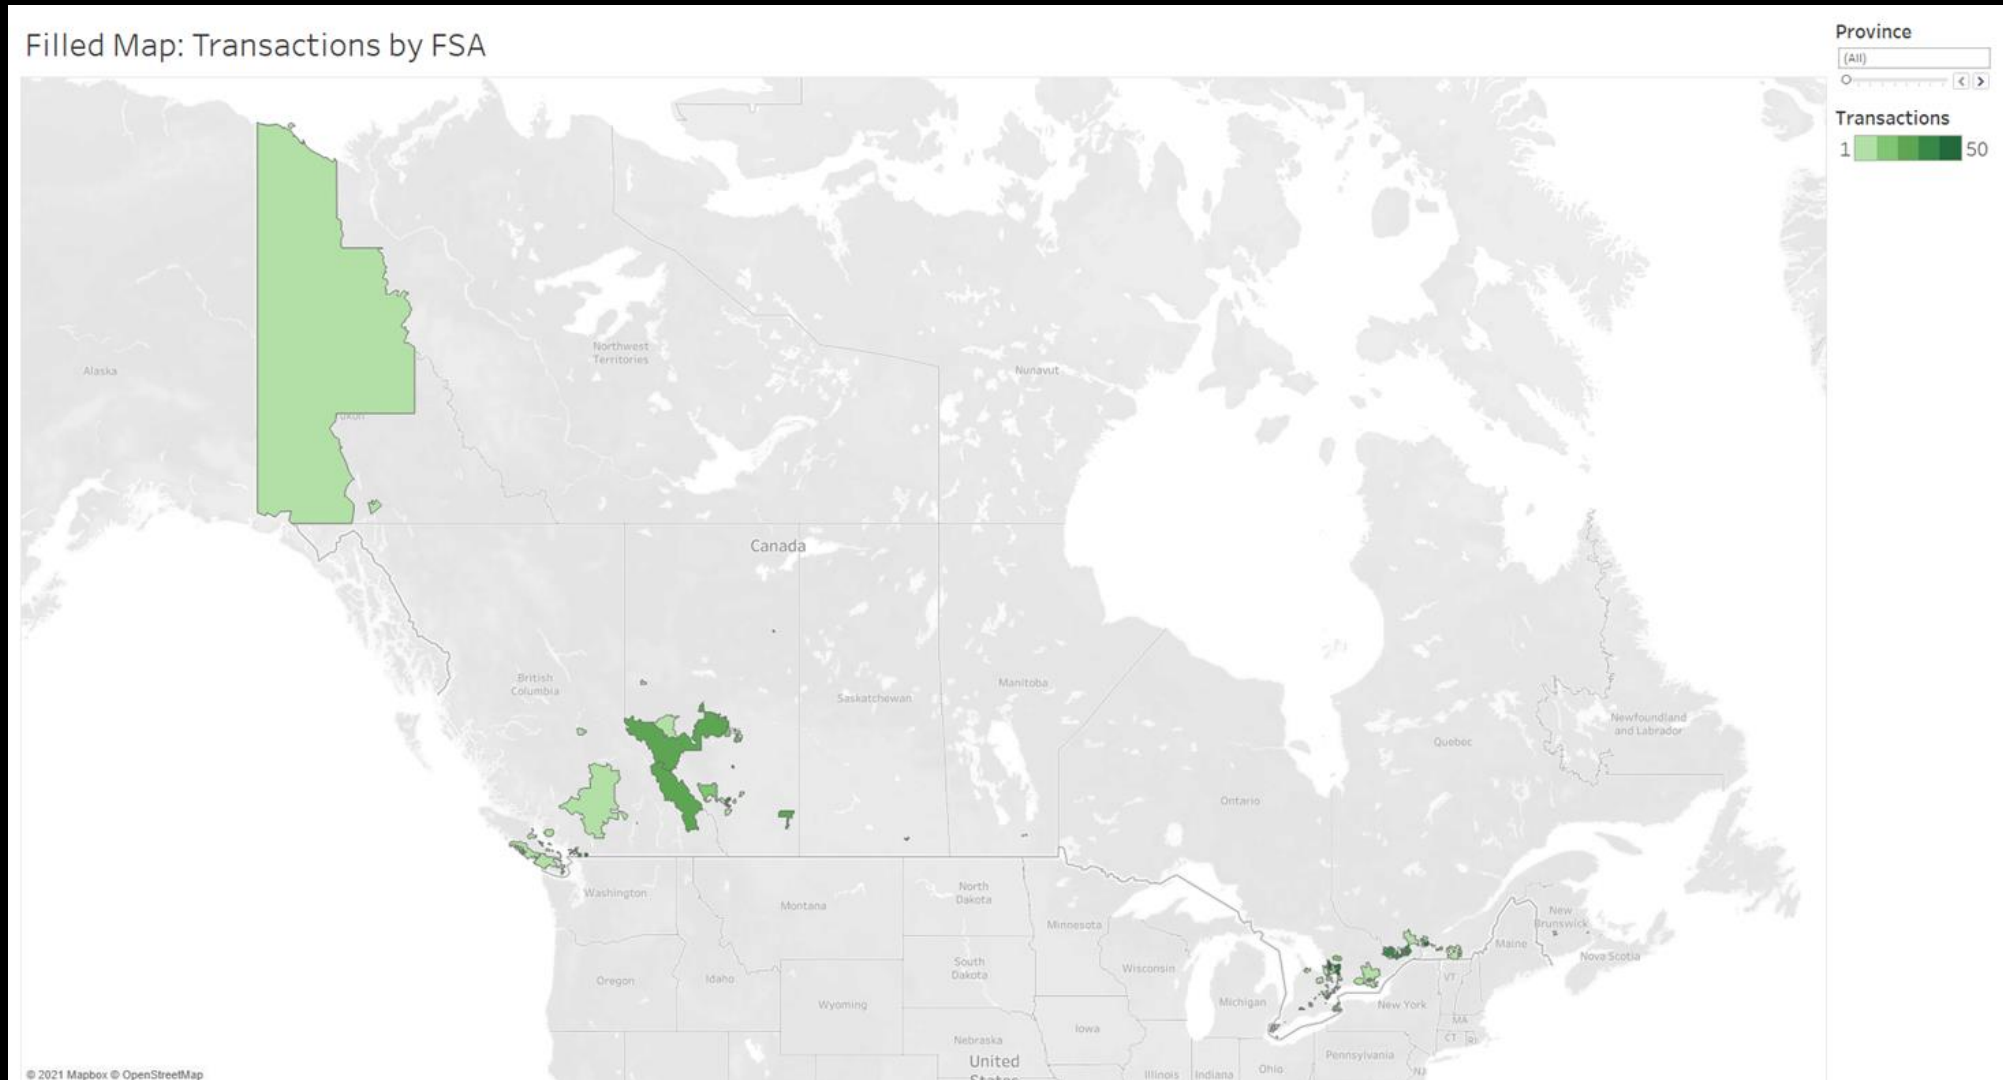 Filled Map: Transactions by FSA
Province
(All)
Transactions
1
50
Alaska
Northwest
Territories
Nunavut
Canada
British
Columbia
Saskatchewan
Manitoba
Ontario
Quebec
Newfoundland
and Labrador
Washington
Montana
North
Dakota
Minnesota
New
Brunswick
Maine
Nova Scotia
Oregon
Idaho
South
Dakota
Wisconsin
VT
Wyoming
Michigan
New York
MA
Iowa
CT
RI
Nebraska
United
States
Pennsylvania
Illinois
Indiana
Ohio
NJ
© 2021 Mapbox © OpenStreetMap